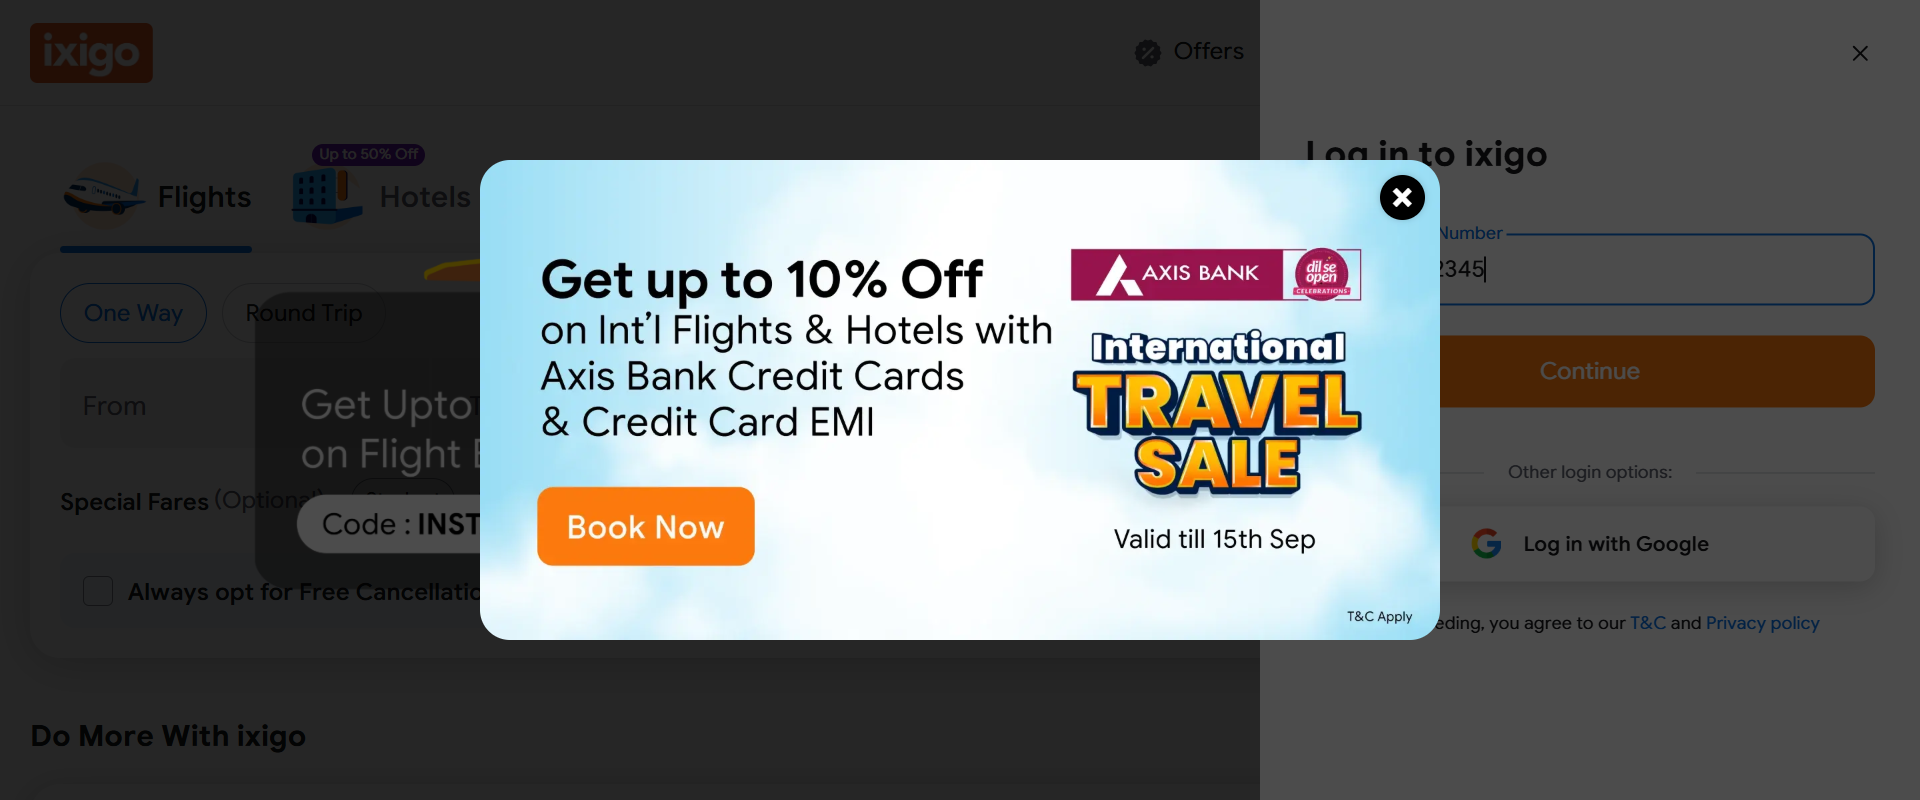 ixigo
Offers
Up to 50% Off
Flights
Hotels
One Way
Round Trip
From
Get Upto
on Flight
Special Fares (Optional)
Code : INST
Always opt for Free Cancellatio
Do More With ixigo
Get up to 10% Off
on Int'l Flights & Hotels with
Axis Bank Credit Cards
& Credit Card EMI
Book Now
AXIS BANK
dil se
open
CELEBRATIONS
International
TRAVEL
SALE
Valid till 15th Sep
T&C Apply
Log in to ixigo
Number
2345
Continue
Other login options:
Log in with Google
eding, you agree to our T&C and Privacy policy